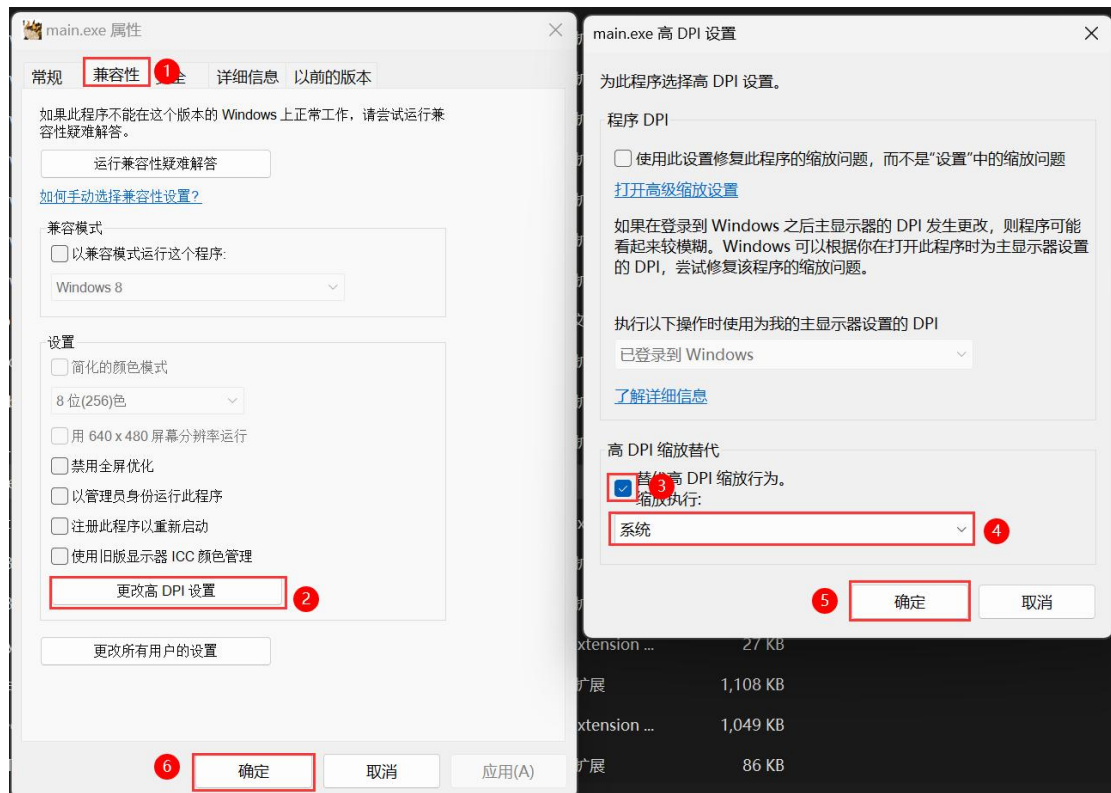 main.exe 属性
常规
兼容性
1
详细信息
以前的版本
如果此程序不能在这个版本的 Windows 上正常工作，请尝试运行兼
容性疑难解答。
运行兼容性疑难解答
如何手动选择兼容性设置?
兼容模式
以兼容模式运行这个程序:
Windows 8
设置
简化的颜色模式
8 位(256)色
用 640 x 480 屏幕分辨率运行
禁用全屏优化
以管理员身份运行此程序
注册此程序以重新启动
使用旧版显示器 ICC 颜色管理
更改高 DPI 设置
2
更改所有用户的设置
6
确定
取消
应用(A)
main.exe 高 DPI 设置
为此程序选择高 DPI 设置。
程序 DPI
使用此设置修复此程序的缩放问题，而不是“设置”中的缩放问题
打开高级缩放设置
如果在登录到 Windows 之后主显示器的 DPI 发生更改，则程序可能
看起来较模糊。Windows 可以根据你在打开此程序时为主显示器设置
的 DPI，尝试修复该程序的缩放问题。
执行以下操作时使用为我的主显示器设置的 DPI
已登录到 Windows
了解详细信息
高 DPI 缩放替代
替代高 DPI 缩放行为。
3
缩放执行:
系统
4
5
确定
取消
xtension ... 27 KB
扩展 1,108 KB
xtension ... 1,049 KB
扩展 86 KB